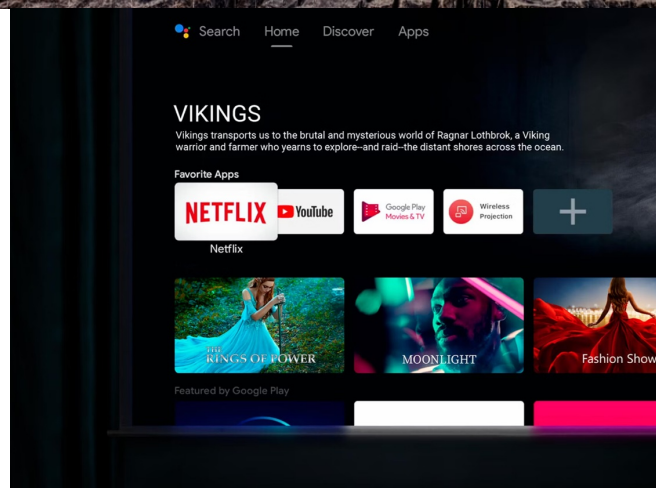 Search Home Discover Apps
VIKINGS
Vikings transports us to the brutal and mysterious world of Ragnar Lothbrok, a Viking
warrior and farmer who yearns to explore--and raid--the distant shores across the ocean.
Favorite Apps
NETFLIX
YouTube
Google Play
Movies & TV
Wireless
Projection
Netflix
THE
RINGS OF POWER
MOONLIGHT
Fashion Show
Featured by Google Play